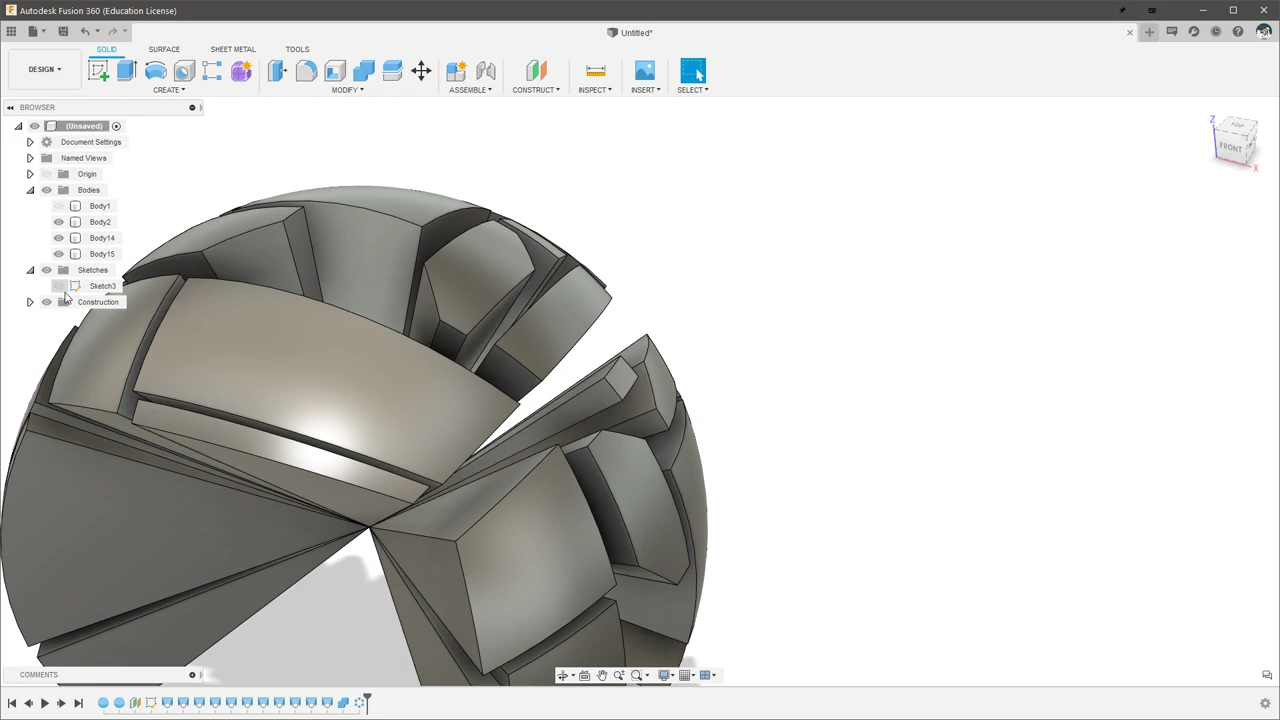 Autodesk Fusion 360 (Education License)
Untitled*
SOLID SURFACE SHEET METAL TOOLS
DESIGN
CREATE MODIFY ASSEMBLE CONSTRUCT INSPECT INSERT SELECT
BROWSER
(Unsaved)
Document Settings
Named Views
Origin
Bodies
Body1
Body2
Body14
Body15
Sketches
Sketch3
Construction
Z
TOP
FRONT
X
COMMENTS